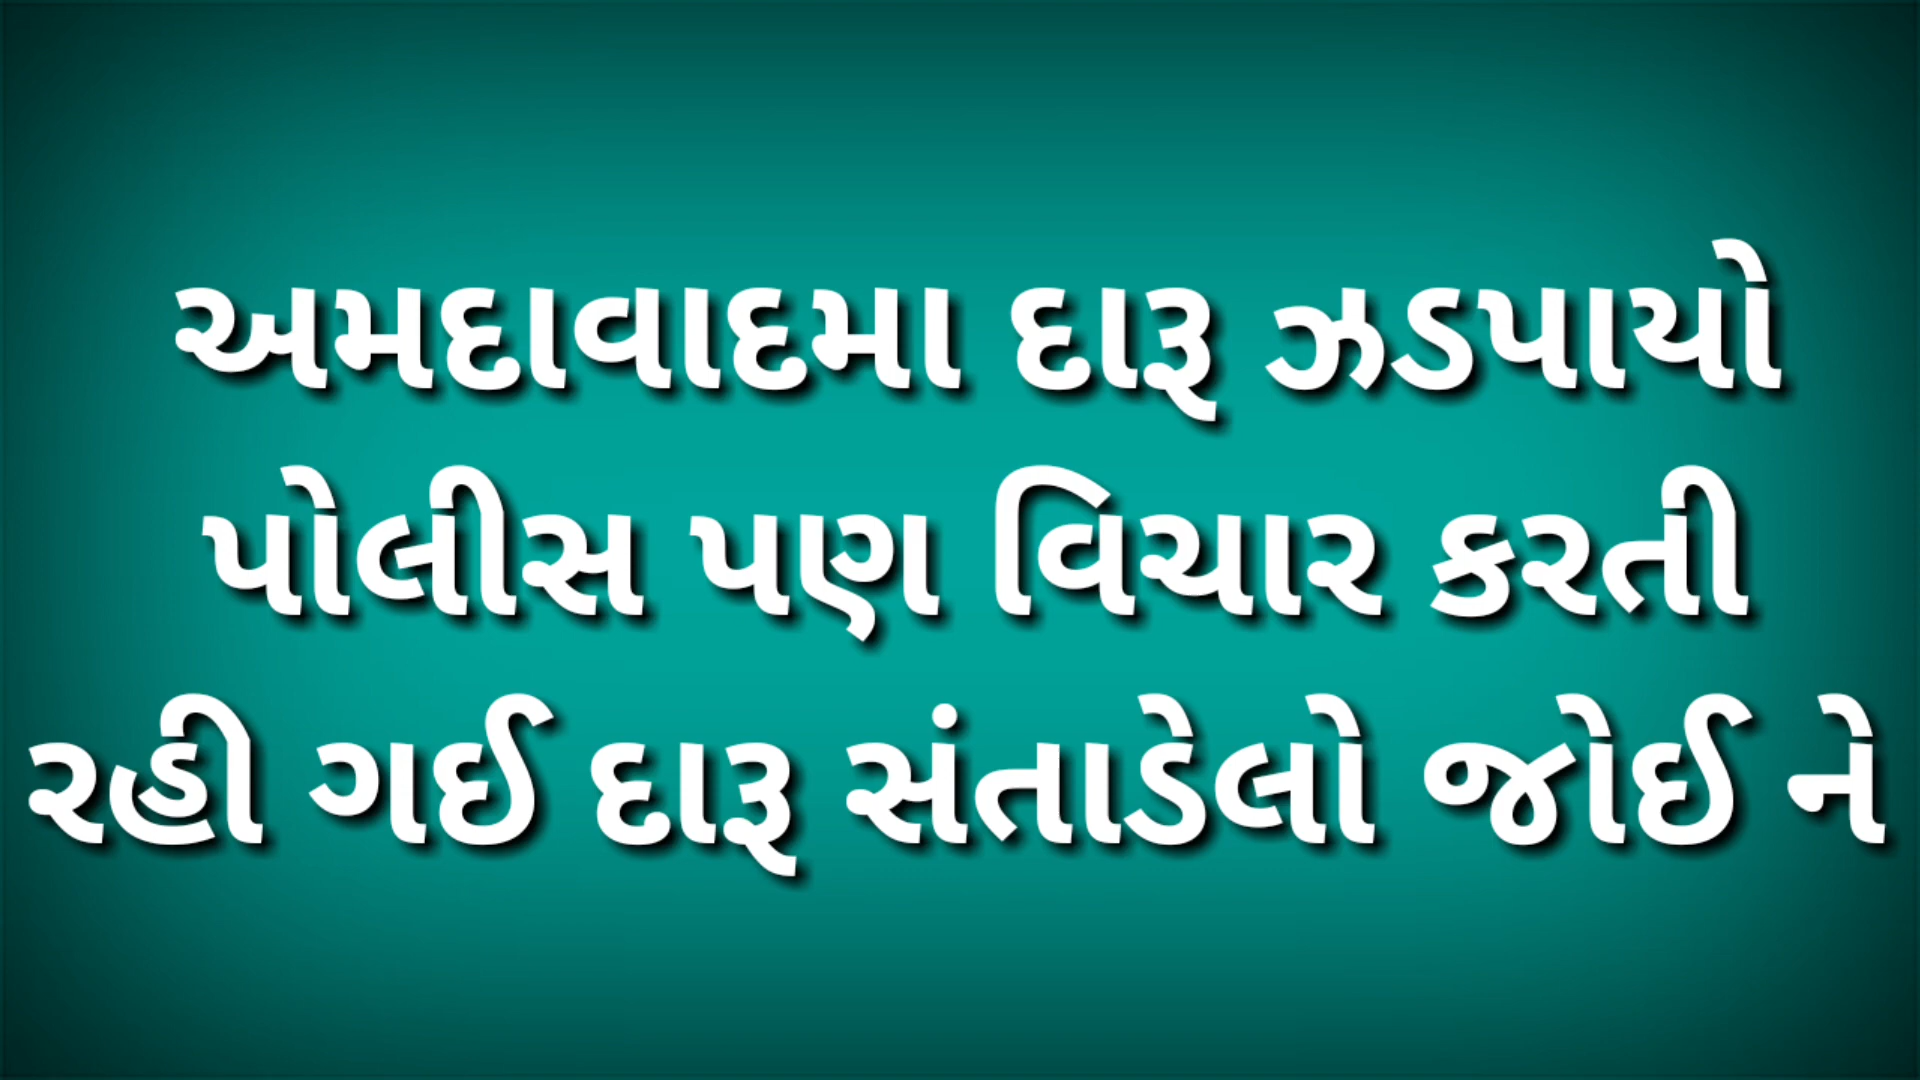 અમદાવાદમા દારૂ ઝડપાયો
પોલીસ પણ વિચાર કરતી
રહી ગઈ દારૂ સંતાડેલો જોઈ ને